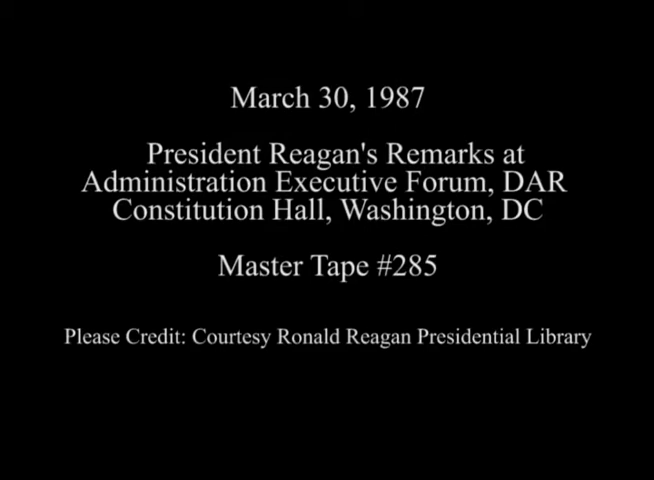 March 30, 1987
President Reagan's Remarks at
Administration Executive Forum, DAR
Constitution Hall, Washington, DC
Master Tape #285
Please Credit: Courtesy Ronald Reagan Presidential Library